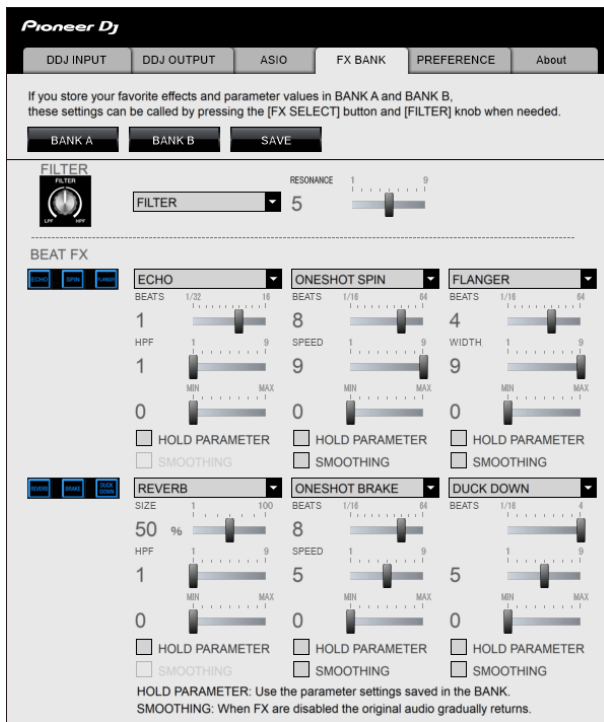 Pioneer Dj
DDJ INPUT DDJ OUTPUT ASIO FX BANK PREFERENCE About
If you store your favorite effects and parameter values in BANK A and BANK B,
these settings can be called by pressing the [FX SELECT] button and [FILTER] knob when needed.
BANK A BANK B SAVE
FILTER
FILTER
LPF HPF
FILTER
RESONANCE 1 9
5
BEAT FX
ECHO SPIN FLANGER
ECHO ONESHOT SPIN FLANGER
BEATS 1/32 16 BEATS 1/16 64 BEATS 1/16 64
1 8 4
HPF 1 9 SPEED 1 9 WIDTH 1 9
1 9 9
MIN MAX MIN MAX MIN MAX
0 0 0
HOLD PARAMETER HOLD PARAMETER HOLD PARAMETER
SMOOTHING SMOOTHING SMOOTHING
REVERB BRAKE DUCK DOWN
REVERB ONESHOT BRAKE DUCK DOWN
SIZE 1 100 BEATS 1/16 64 BEATS 1/16 4
50 % 8
HPF 1 9 SPEED 1 9 1 9
1 5 5
MIN MAX MIN MAX MIN MAX
0 0 0
HOLD PARAMETER HOLD PARAMETER HOLD PARAMETER
SMOOTHING SMOOTHING SMOOTHING
HOLD PARAMETER: Use the parameter settings saved in the BANK.
SMOOTHING: When FX are disabled the original audio gradually returns.